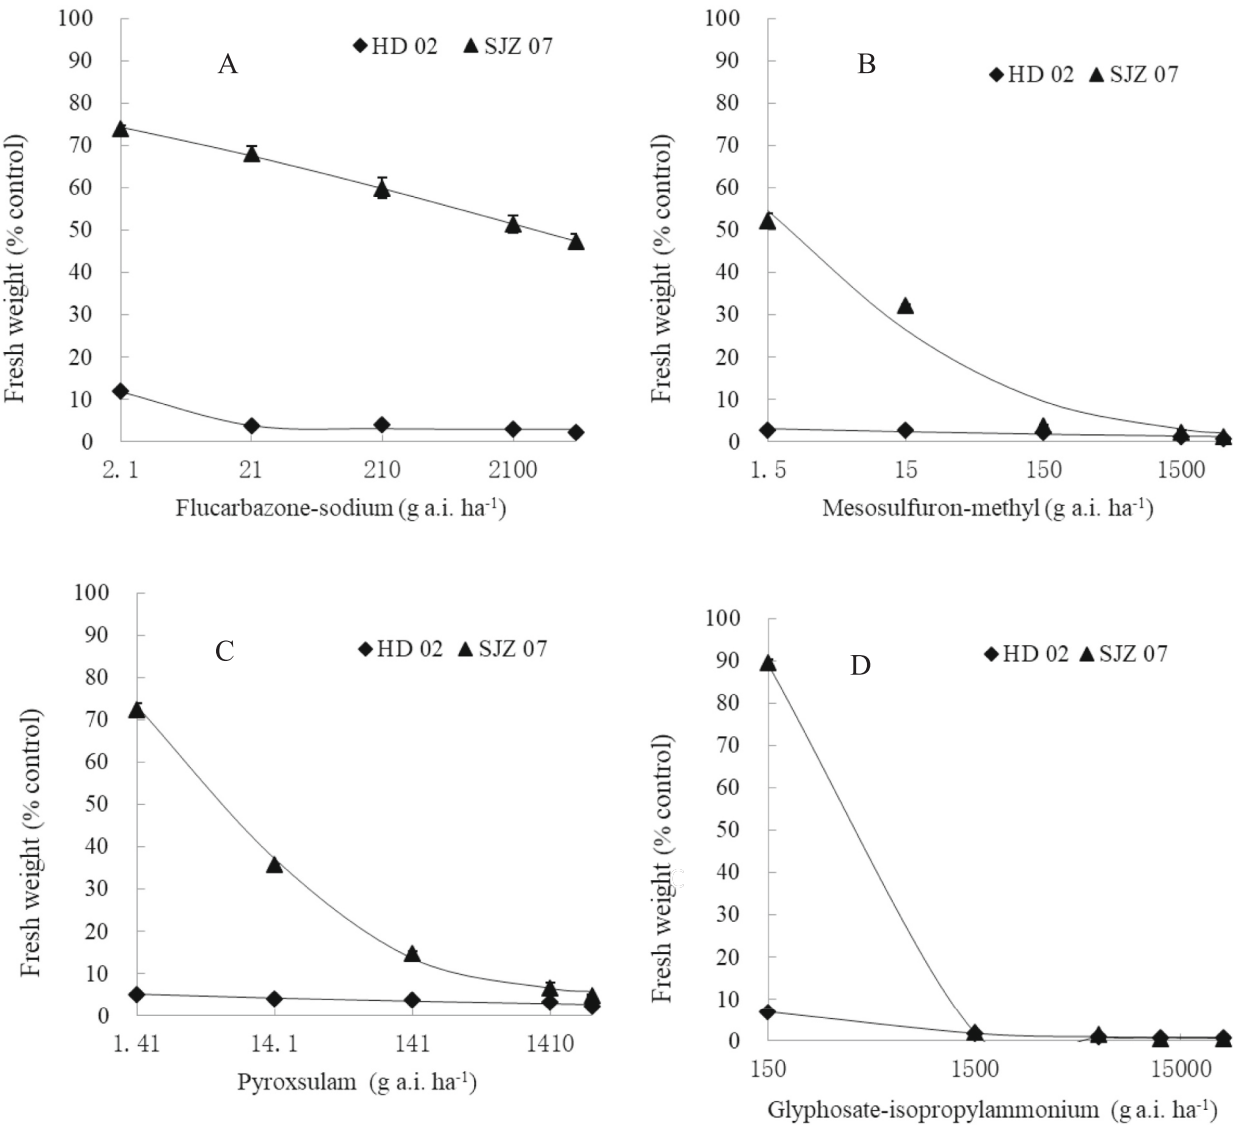 A
HD 02 SJZ 07
100
90
80
70
60
50
40
30
20
10
0
Fresh weight (% control)
2. 1 21 210 2100
Flucarbazone-sodium (g a.i. ha-1)
B
HD 02 SJZ 07
100
90
80
70
60
50
40
30
20
10
0
Fresh weight (% control)
1. 5 15 150 1500
Mesosulfuron-methyl (g a.i. ha-1)
C
HD 02 SJZ 07
100
90
80
70
60
50
40
30
20
10
0
Fresh weight (% control)
1. 41 14. 1 141 1410
Pyroxsulam (g a.i. ha-1)
D
HD 02 SJZ 07
100
90
80
70
60
50
40
30
20
10
0
Fresh weight (% control)
150 1500 15000
Glyphosate-isopropylammonium (g a.i. ha-1)